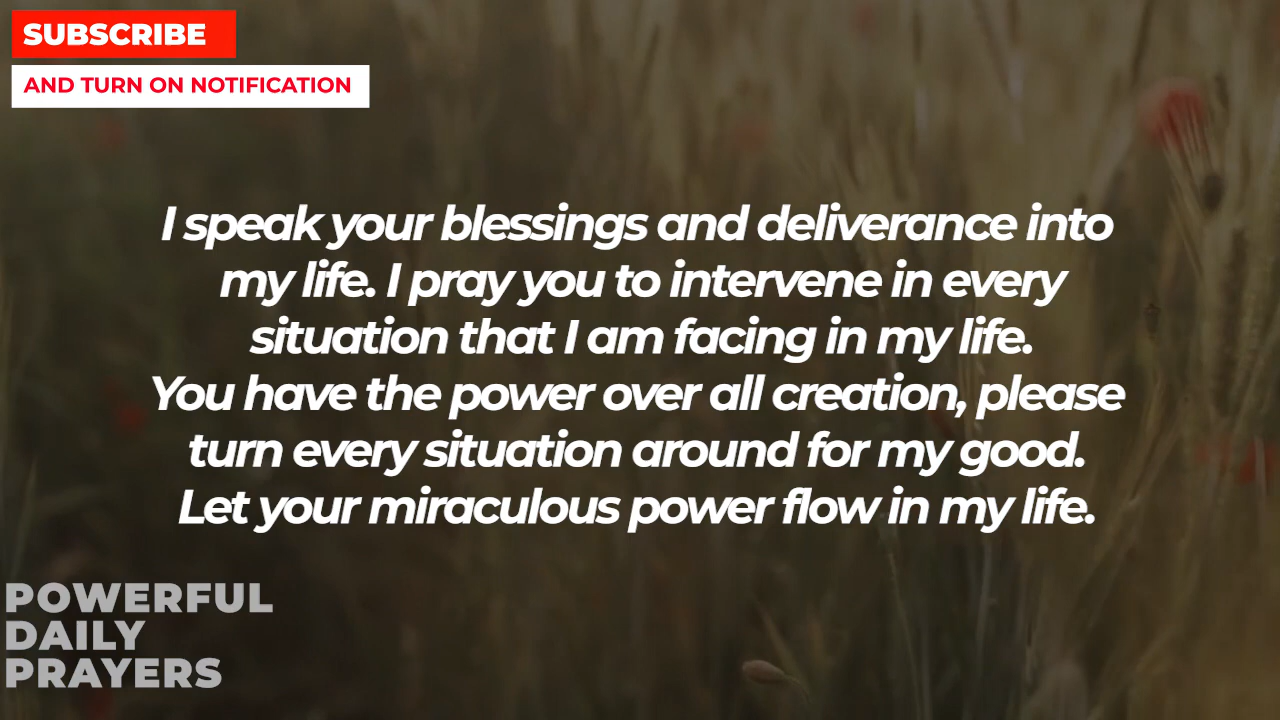 SUBSCRIBE
AND TURN ON NOTIFICATION
I speak your blessings and deliverance into
my life. I pray you to intervene in every
situation that I am facing in my life.
You have the power over all creation, please
turn every situation around for my good.
Let your miraculous power flow in my life.
POWERFUL
DAILY
PRAYERS